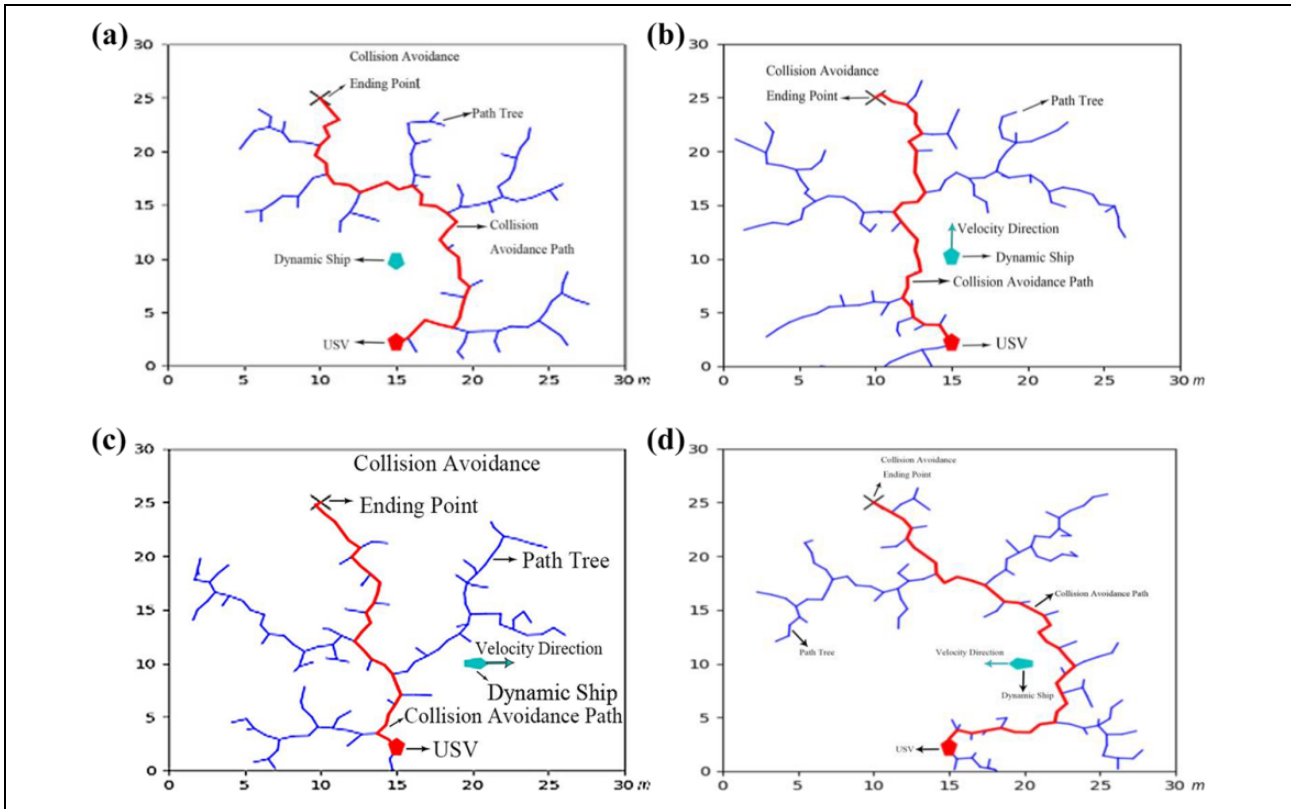 (a)
30
25
20
15
10
5
0
0 5 10 15 20 25 30 m
Collision Avoidance
Ending Point
Path Tree
Collision
Avoidance Path
Dynamic Ship
USV
(b)
30
25
20
15
10
5
0
0 5 10 15 20 25 30 m
Collision Avoidance
Ending Point
Path Tree
Velocity Direction
Dynamic Ship
Collision Avoidance Path
USV
(c)
30
25
20
15
10
5
0
0 5 10 15 20 25 30 m
Collision Avoidance
Ending Point
Path Tree
Velocity Direction
Dynamic Ship
Collision Avoidance Path
USV
(d)
30
25
20
15
10
5
0
0 5 10 15 20 25 30 m
Collision Avoidance
Ending Point
Collision Avoidance Path
Path Tree
Velocity Direction
Dynamic Ship
USV